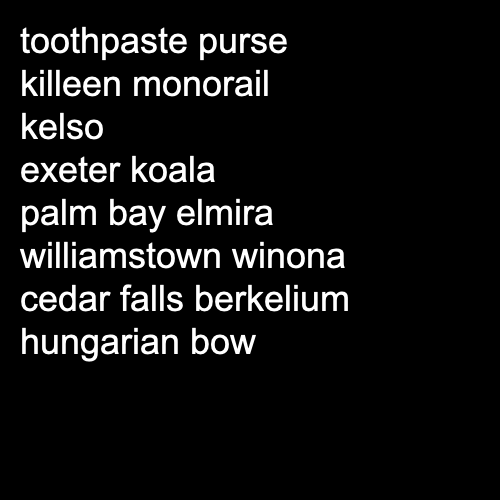 toothpaste purse
killeen monorail
kelso
exeter koala
palm bay elmira
williamstown winona
cedar falls berkelium
hungarian bow